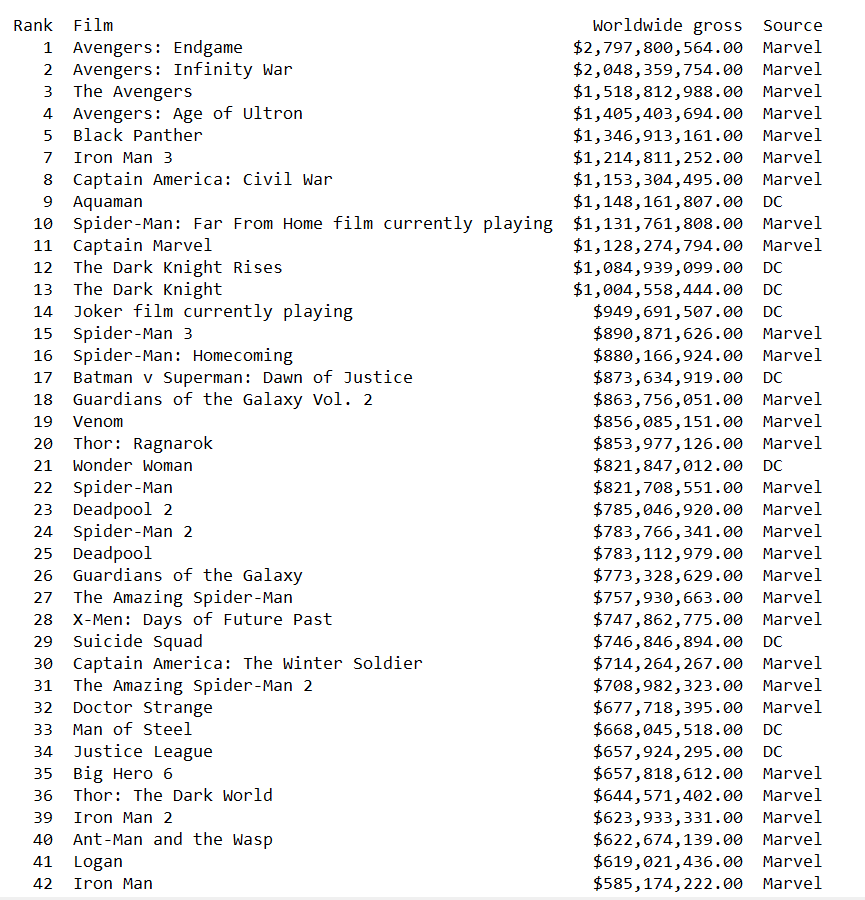 Rank Film Worldwide gross Source
1 Avengers: Endgame $2,797,800,564.00 Marvel
2 Avengers: Infinity War $2,048,359,754.00 Marvel
3 The Avengers $1,518,812,988.00 Marvel
4 Avengers: Age of Ultron $1,405,403,694.00 Marvel
5 Black Panther $1,346,913,161.00 Marvel
7 Iron Man 3 $1,214,811,252.00 Marvel
8 Captain America: Civil War $1,153,304,495.00 Marvel
9 Aquaman $1,148,161,807.00 DC
10 Spider-Man: Far From Home film currently playing $1,131,761,808.00 Marvel
11 Captain Marvel $1,128,274,794.00 Marvel
12 The Dark Knight Rises $1,084,939,099.00 DC
13 The Dark Knight $1,004,558,444.00 DC
14 Joker film currently playing $949,691,507.00 DC
15 Spider-Man 3 $890,871,626.00 Marvel
16 Spider-Man: Homecoming $880,166,924.00 Marvel
17 Batman v Superman: Dawn of Justice $873,634,919.00 DC
18 Guardians of the Galaxy Vol. 2 $863,756,051.00 Marvel
19 Venom $856,085,151.00 Marvel
20 Thor: Ragnarok $853,977,126.00 Marvel
21 Wonder Woman $821,847,012.00 DC
22 Spider-Man $821,708,551.00 Marvel
23 Deadpool 2 $785,046,920.00 Marvel
24 Spider-Man 2 $783,766,341.00 Marvel
25 Deadpool $783,112,979.00 Marvel
26 Guardians of the Galaxy $773,328,629.00 Marvel
27 The Amazing Spider-Man $757,930,663.00 Marvel
28 X-Men: Days of Future Past $747,862,775.00 Marvel
29 Suicide Squad $746,846,894.00 DC
30 Captain America: The Winter Soldier $714,264,267.00 Marvel
31 The Amazing Spider-Man 2 $708,982,323.00 Marvel
32 Doctor Strange $677,718,395.00 Marvel
33 Man of Steel $668,045,518.00 DC
34 Justice League $657,924,295.00 DC
35 Big Hero 6 $657,818,612.00 Marvel
36 Thor: The Dark World $644,571,402.00 Marvel
39 Iron Man 2 $623,933,331.00 Marvel
40 Ant-Man and the Wasp $622,674,139.00 Marvel
41 Logan $619,021,436.00 Marvel
42 Iron Man $585,174,222.00 Marvel